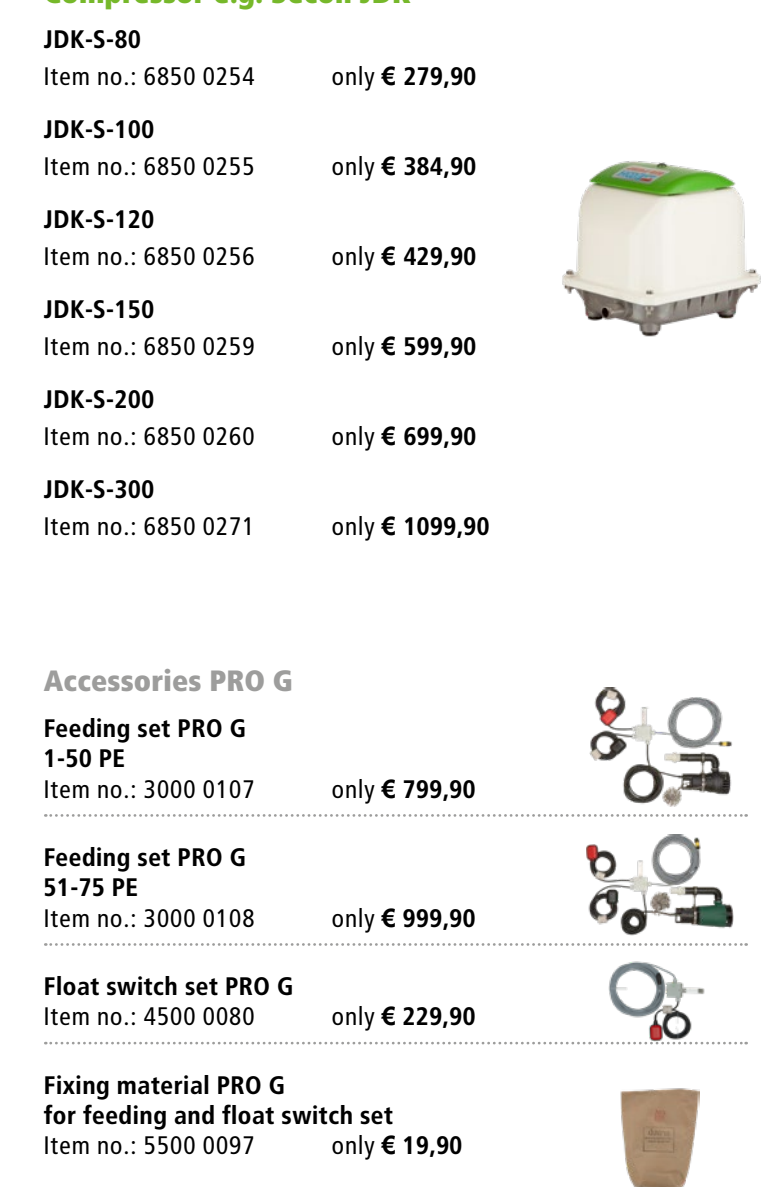 JDK-S-80
Item no.: 6850 0254 only € 279,90
JDK-S-100
Item no.: 6850 0255 only € 384,90
JDK-S-120
Item no.: 6850 0256 only € 429,90
JDK-S-150
Item no.: 6850 0259 only € 599,90
JDK-S-200
Item no.: 6850 0260 only € 699,90
JDK-S-300
Item no.: 6850 0271 only € 1099,90
Accessories PRO G
Feeding set PRO G
1-50 PE
Item no.: 3000 0107 only € 799,90
Feeding set PRO G
51-75 PE
Item no.: 3000 0108 only € 999,90
Float switch set PRO G
Item no.: 4500 0080 only € 229,90
Fixing material PRO G
for feeding and float switch set
Item no.: 5500 0097 only € 19,90